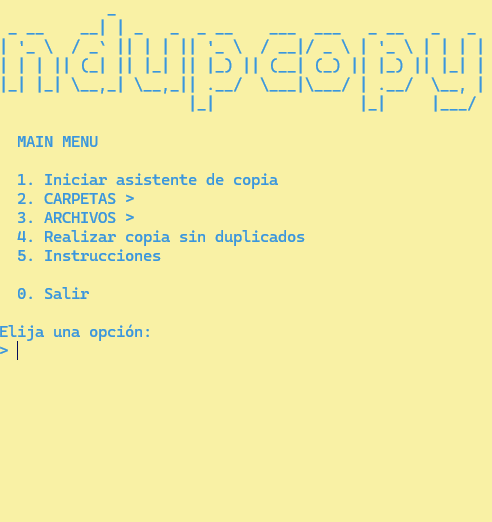 ndupcopy
MAIN MENU
1. Iniciar asistente de copia
2. CARPETAS >
3. ARCHIVOS >
4. Realizar copia sin duplicados
5. Instrucciones
0. Salir
Elija una opción:
>